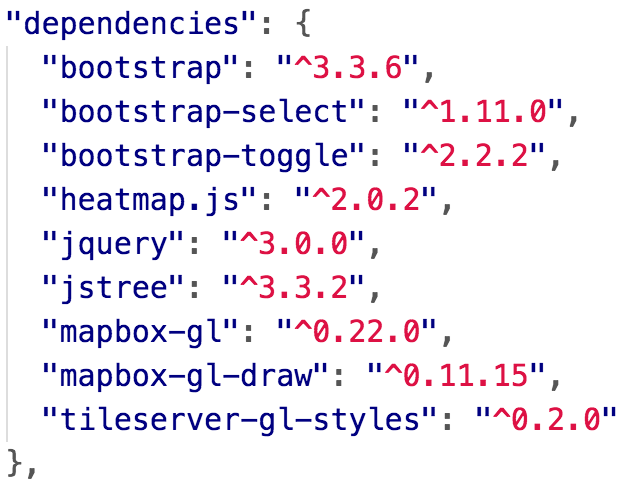 "dependencies": {
"bootstrap": "^3.3.6",
"bootstrap-select": "^1.11.0",
"bootstrap-toggle": "^2.2.2",
"heatmap.js": "^2.0.2",
"jquery": "^3.0.0",
"jstree": "^3.3.2",
"mapbox-gl": "^0.22.0",
"mapbox-gl-draw": "^0.11.15",
"tileserver-gl-styles": "^0.2.0"
},